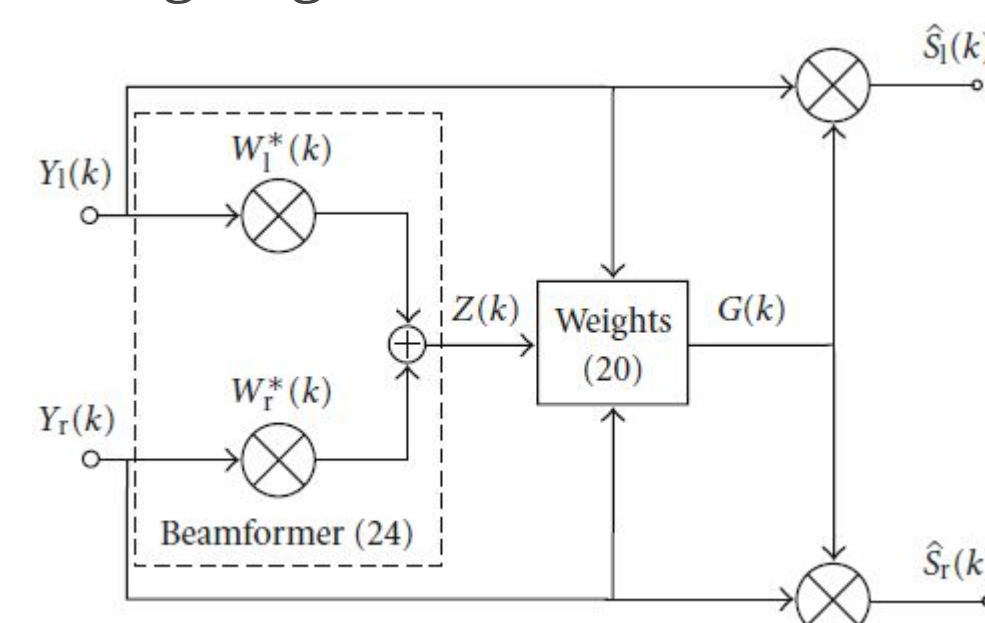 Ŝl(k)
Wl*(k)
Yl(k)
Z(k)
Weights
(20)
G(k)
Wr*(k)
Yr(k)
Beamformer (24)
Ŝr(k